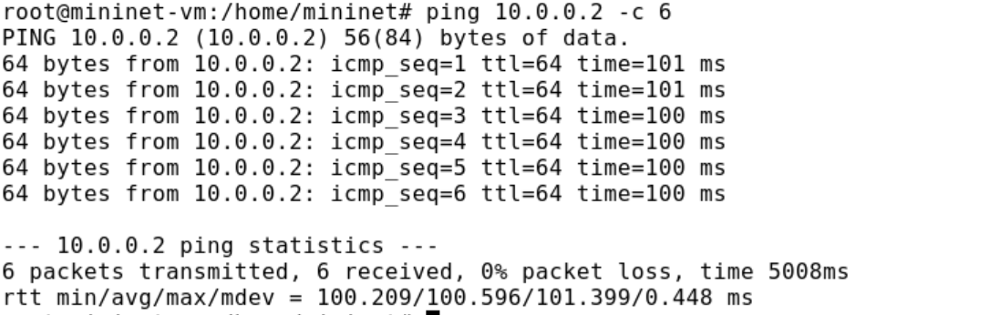 root@mininet-vm:/home/mininet# ping 10.0.0.2 -c 6
PING 10.0.0.2 (10.0.0.2) 56(84) bytes of data.
64 bytes from 10.0.0.2: icmp_seq=1 ttl=64 time=101 ms
64 bytes from 10.0.0.2: icmp_seq=2 ttl=64 time=101 ms
64 bytes from 10.0.0.2: icmp_seq=3 ttl=64 time=100 ms
64 bytes from 10.0.0.2: icmp_seq=4 ttl=64 time=100 ms
64 bytes from 10.0.0.2: icmp_seq=5 ttl=64 time=100 ms
64 bytes from 10.0.0.2: icmp_seq=6 ttl=64 time=100 ms

--- 10.0.0.2 ping statistics ---
6 packets transmitted, 6 received, 0% packet loss, time 5008ms
rtt min/avg/max/mdev = 100.209/100.596/101.399/0.448 ms